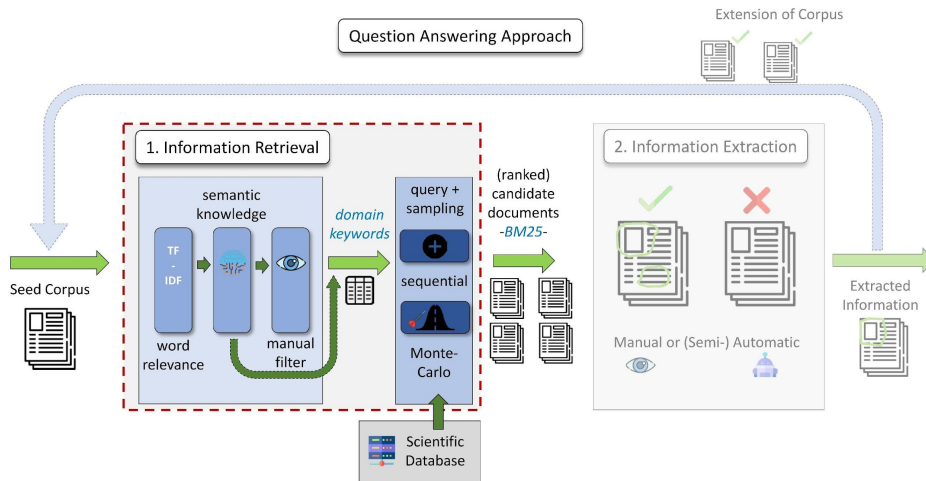 Extension of Corpus
Question Answering Approach
1. Information Retrieval
2. Information Extraction
semantic
knowledge
TF
-
IDF
word
relevance
manual
filter
domain
keywords
query +
sampling
sequential
Monte-
Carlo
(ranked)
candidate
documents
-BM25-
Seed Corpus
Manual or (Semi-) Automatic
Extracted
Information
Scientific
Database